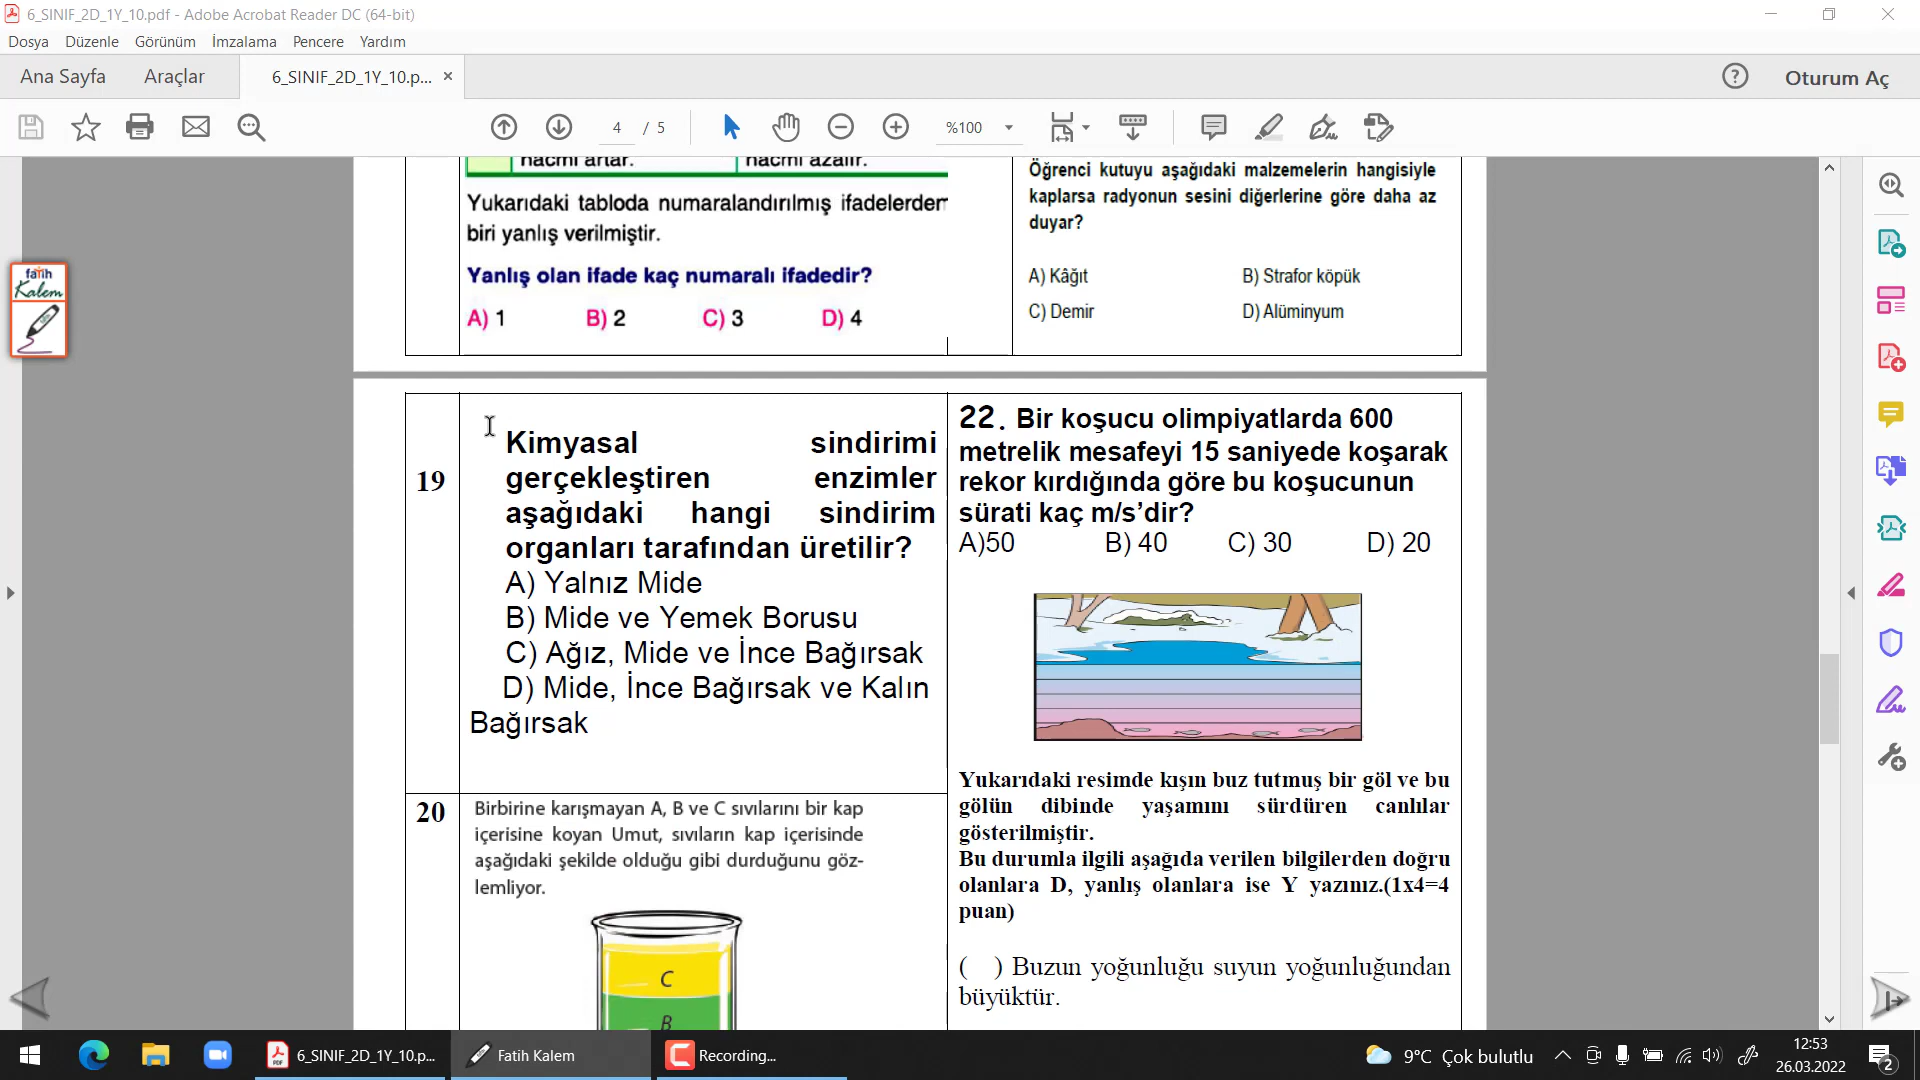 6_SINIF_2D_1Y_10.pdf - Adobe Acrobat Reader DC (64-bit)
Dosya Düzenle Görünüm İmzalama Pencere Yardım
Ana Sayfa Araçlar 6_SINIF_2D_1Y_10.p... × Oturum Aç
4 / 5 %100
fatih
Kalem
hacmi artar. hacmi azalır.
Yukarıdaki tabloda numaralandırılmış ifadelerden
biri yanlış verilmiştir.
Yanlış olan ifade kaç numaralı ifadedir?
A) 1 B) 2 C) 3 D) 4
Öğrenci kutuyu aşağıdaki malzemelerin hangisiyle
kaplarsa radyonun sesini diğerlerine göre daha az
duyar?
A) Kâğıt B) Strafor köpük
C) Demir D) Alüminyum
19
Kimyasal sindirimi
gerçekleştiren enzimler
aşağıdaki hangi sindirim
organları tarafından üretilir?
A) Yalnız Mide
B) Mide ve Yemek Borusu
C) Ağız, Mide ve İnce Bağırsak
D) Mide, İnce Bağırsak ve Kalın
Bağırsak
20
Birbirine karışmayan A, B ve C sıvılarını bir kap
içerisine koyan Umut, sıvıların kap içerisinde
aşağıdaki şekilde olduğu gibi durduğunu göz-
lemliyor.
C
B
22. Bir koşucu olimpiyatlarda 600
metrelik mesafeyi 15 saniyede koşarak
rekor kırdığında göre bu koşucunun
sürati kaç m/s’dir?
A)50 B) 40 C) 30 D) 20
Yukarıdaki resimde kışın buz tutmuş bir göl ve bu
gölün dibinde yaşamını sürdüren canlılar
gösterilmiştir.
Bu durumla ilgili aşağıda verilen bilgilerden doğru
olanlara D, yanlış olanlara ise Y yazınız.(1x4=4
puan)
( ) Buzun yoğunluğu suyun yoğunluğundan
büyüktür.
6_SINIF_2D_1Y_10.p... Fatih Kalem Recording... 9°C Çok bulutlu 12:53
26.03.2022
2